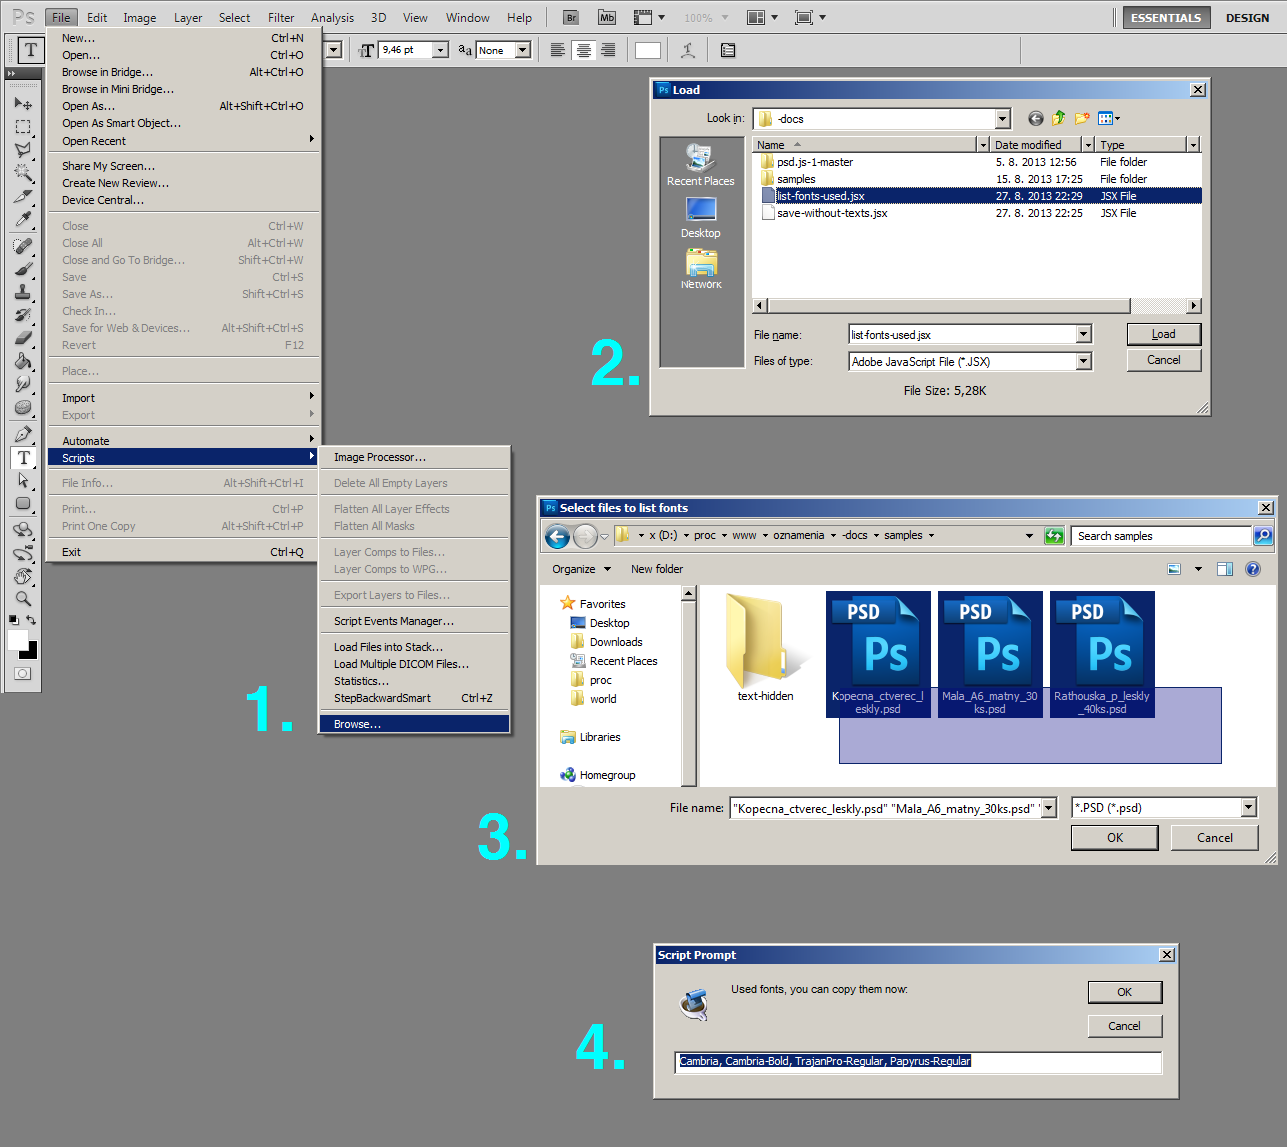 Ps File Edit Image Layer Select Filter Analysis 3D View Window Help Br Mb 100% ESSENTIALS DESIGN
T 9,46 pt aa None
New... Ctrl+N
Open... Ctrl+O
Browse in Bridge... Alt+Ctrl+O
Browse in Mini Bridge...
Open As... Alt+Shift+Ctrl+O
Open As Smart Object...
Open Recent
Share My Screen...
Create New Review...
Device Central...
Close Ctrl+W
Close All Alt+Ctrl+W
Close and Go To Bridge... Shift+Ctrl+W
Save Ctrl+S
Save As... Shift+Ctrl+S
Check In...
Save for Web & Devices... Alt+Shift+Ctrl+S
Revert F12
Place...
Import
Export
Automate
Scripts
File Info... Alt+Shift+Ctrl+I
Print... Ctrl+P
Print One Copy Alt+Shift+Ctrl+P
Exit Ctrl+Q
T
Image Processor...
Delete All Empty Layers
Flatten All Layer Effects
Flatten All Masks
Layer Comps to Files...
Layer Comps to WPG...
Export Layers to Files...
Script Events Manager...
Load Files into Stack...
Load Multiple DICOM Files...
Statistics...
StepBackwardSmart Ctrl+Z
Browse...
1.
Ps Load
Look in: -docs
Recent Places
Desktop
Network
Name Date modified Type
psd.js-1-master 5. 8. 2013 12:56 File folder
samples 15. 8. 2013 17:25 File folder
list-fonts-used.jsx 27. 8. 2013 22:29 JSX File
save-without-texts.jsx 27. 8. 2013 22:25 JSX File
File name: list-fonts-used.jsx Load
Files of type: Adobe JavaScript File (*.JSX) Cancel
File Size: 5,28K
2.
Ps Select files to list fonts
x (D:) proc www oznamenia -docs samples Search samples
Organize New folder
Favorites
Desktop
Downloads
Recent Places
proc
world
Libraries
Homegroup
text-hidden
PSD Ps
Kopecna_ctverec_l
eskly.psd
PSD Ps
Mala_A6_matny_30
ks.psd
PSD Ps
Rathouska_p_leskly
_40ks.psd
File name: "Kopecna_ctverec_leskly.psd" "Mala_A6_matny_30ks.psd" " *.PSD (*.psd)
OK Cancel
3.
Script Prompt
Used fonts, you can copy them now:
OK
Cancel
Cambria, Cambria-Bold, TrajanPro-Regular, Papyrus-Regular
4.